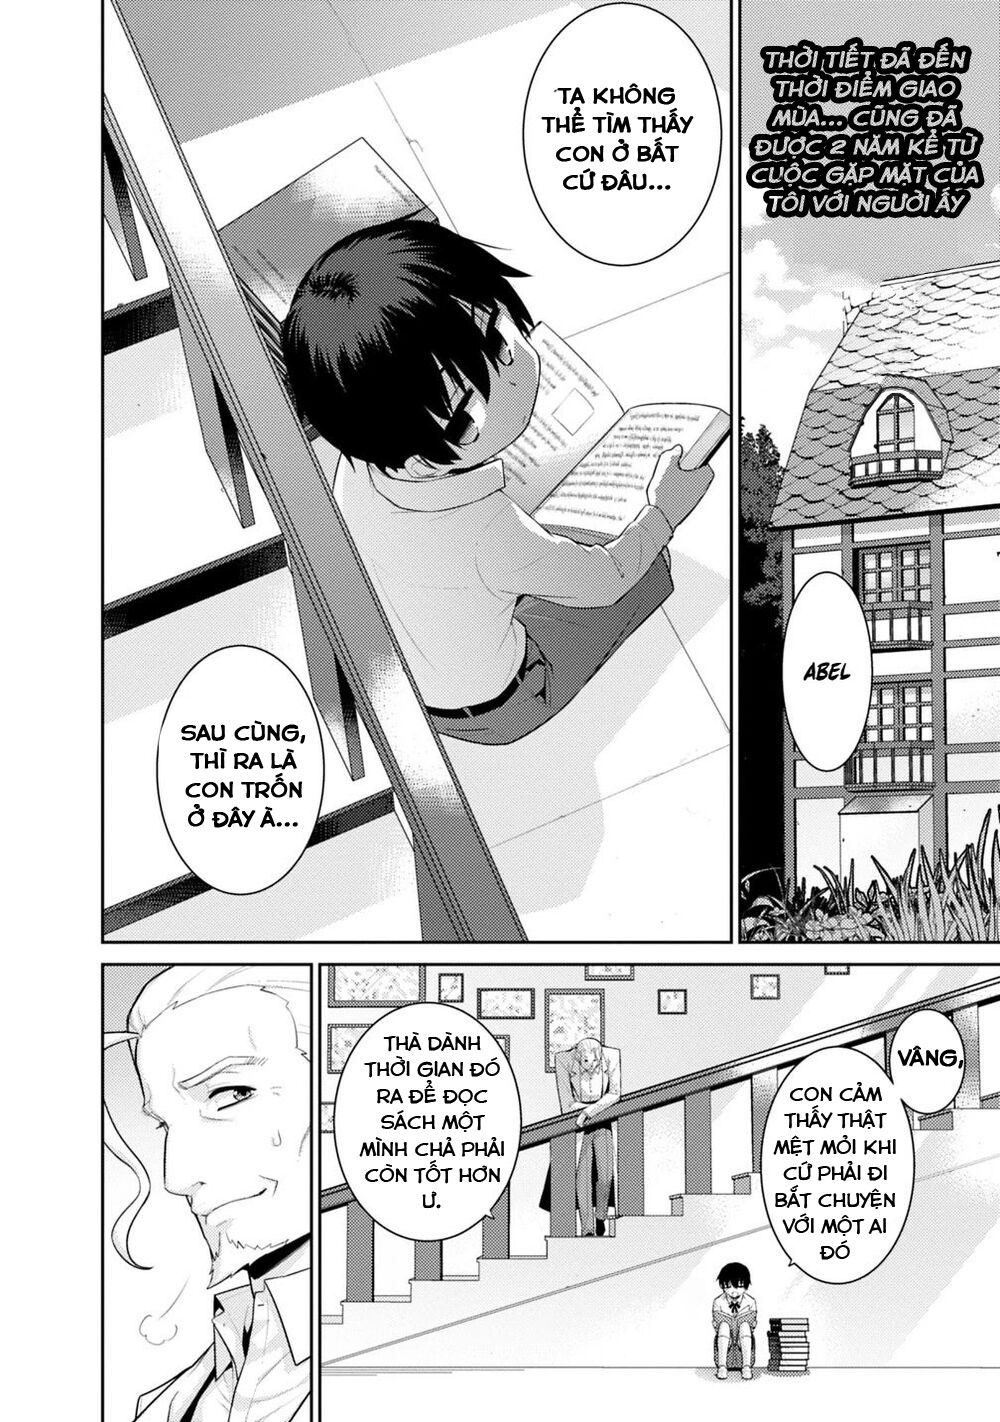 THỜI TIẾT ĐÃ ĐẾN
THỜI ĐIỂM GIAO
MÙA... CŨNG ĐÃ
ĐƯỢC 2 NĂM KỂ TỪ
CUỘC GẶP MẶT CỦA
TÔI VỚI NGƯỜI ẤY
ABEL
TA KHÔNG
THỂ TÌM THẤY
CON Ở BẤT
CỨ ĐÂU...
SAU CÙNG,
THÌ RA LÀ
CON TRỐN
Ở ĐÂY À...
VÂNG,
CON CẢM
THẤY THẬT
MỆT MỎI KHI
CỨ PHẢI ĐI
BẮT CHUYỆN
VỚI MỘT AI
ĐÓ
THÀ DÀNH
THỜI GIAN ĐÓ
RA ĐỂ ĐỌC
SÁCH MỘT
MÌNH CHẢ PHẢI
CÒN TỐT HƠN
Ư.